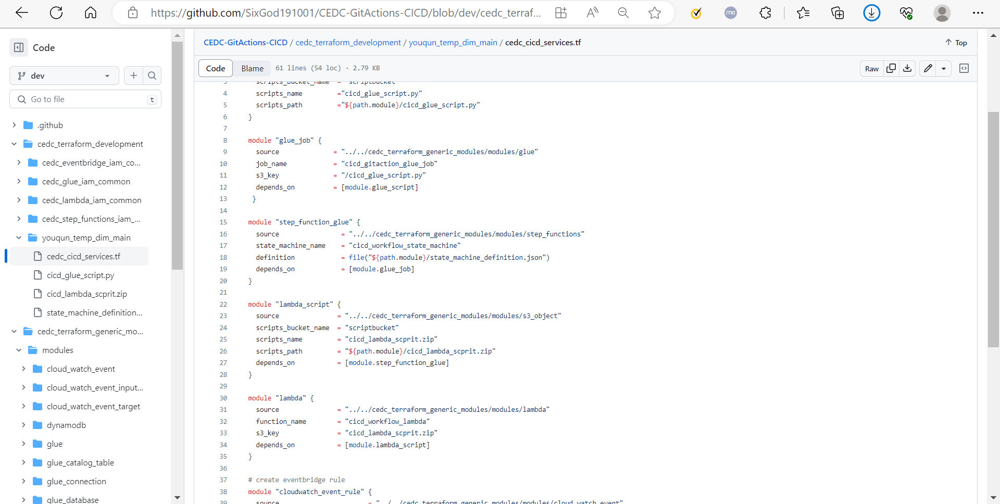 https://github.com/SixGod191001/CEDC-GitActions-CICD/blob/dev/cedc_terraf...
me
Code
dev
Go to file
t
.github
cedc_terraform_development
cedc_eventbridge_iam_co...
cedc_glue_iam_common
cedc_lambda_iam_common
cedc_step_functions_iam_...
youqun_temp_dim_main
cedc_cicd_services.tf
cicd_glue_script.py
cicd_lambda_scprit.zip
state_machine_definition...
cedc_terraform_generic_mo...
modules
cloud_watch_event
cloud_watch_event_input...
cloud_watch_event_target
dynamodb
glue
glue_catalog_table
glue_connection
glue_database
CEDC-GitActions-CICD / cedc_terraform_development / youqun_temp_dim_main / cedc_cicd_services.tf
Top
Code Blame 61 lines (54 loc) · 2.79 KB
Raw
3 scripts_bucket_name = "scriptbucket"
4 scripts_name ="cicd_glue_script.py"
5 scripts_path ="${path.module}/cicd_glue_script.py"
6 }
7
8 module "glue_job" {
9 source = "../../cedc_terraform_generic_modules/modules/glue"
10 job_name = "cicd_gitaction_glue_job"
11 s3_key = "/cicd_glue_script.py"
12 depends_on = [module.glue_script]
13 }
14
15 module "step_function_glue" {
16 source = "../../cedc_terraform_generic_modules/modules/step_functions"
17 state_machine_name = "cicd_workflow_state_machine"
18 definition = file("${path.module}/state_machine_definition.json")
19 depends_on = [module.glue_job]
20 }
21
22 module "lambda_script" {
23 source = "../../cedc_terraform_generic_modules/modules/s3_object"
24 scripts_bucket_name = "scriptbucket"
25 scripts_name = "cicd_lambda_scprit.zip"
26 scripts_path = "${path.module}/cicd_lambda_scprit.zip"
27 depends_on = [module.step_function_glue]
28 }
29
30 module "lambda" {
31 source = "../../cedc_terraform_generic_modules/modules/lambda"
32 function_name = "cicd_workflow_lambda"
33 s3_key = "cicd_lambda_scprit.zip"
34 depends_on = [module.lambda_script]
35 }
36
37 # create eventbridge rule
38 module "cloudwatch_event_rule" {
39 source = "../../cedc_terraform_generic_modules/modules/cloud_watch_event"